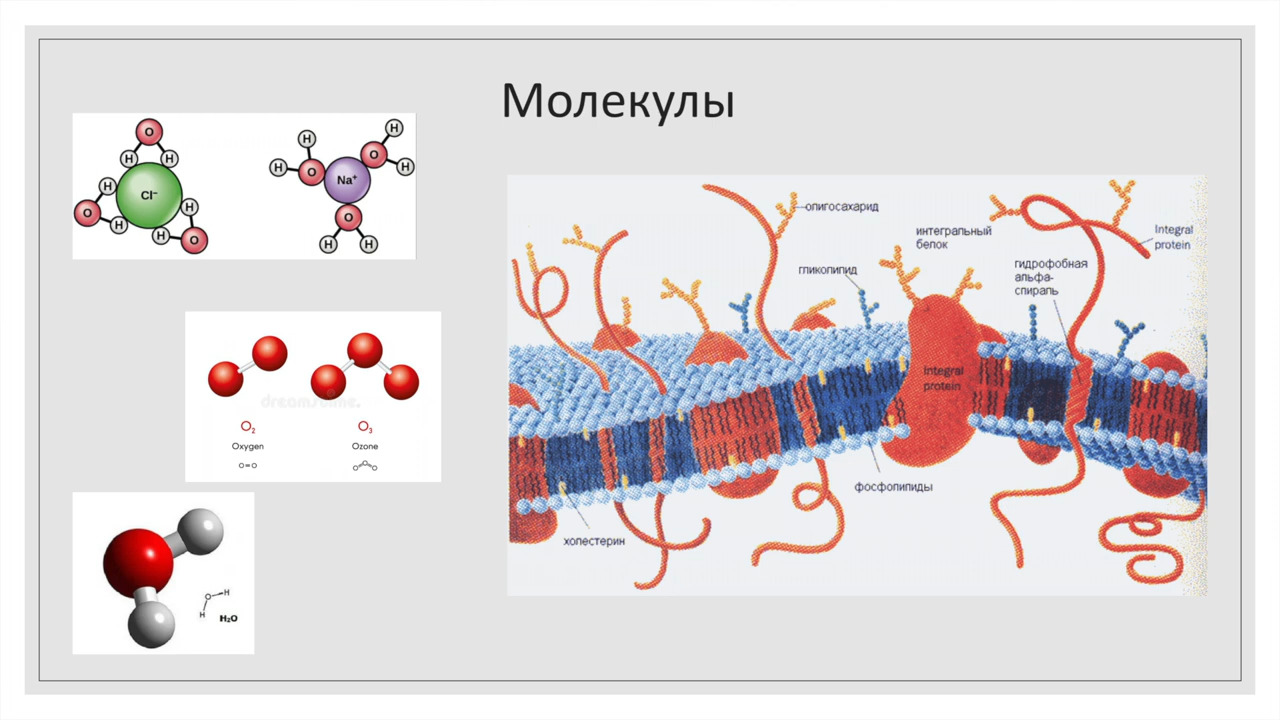 Молекулы
O
H
H
Cl⁻
H
O
H
H
H
O
H
H
O
Na⁺
H
O
H
O
H
H
dreamstime.
O₂
O₃
Oxygen
Ozone
O=O
O
O
O
H
O
H
H₂O
олигосахарид
гликолипид
интегральный
белок
гидрофобная
альфа-
спираль
Integral
protein
Integral
protein
фосфолипиды
холестерин